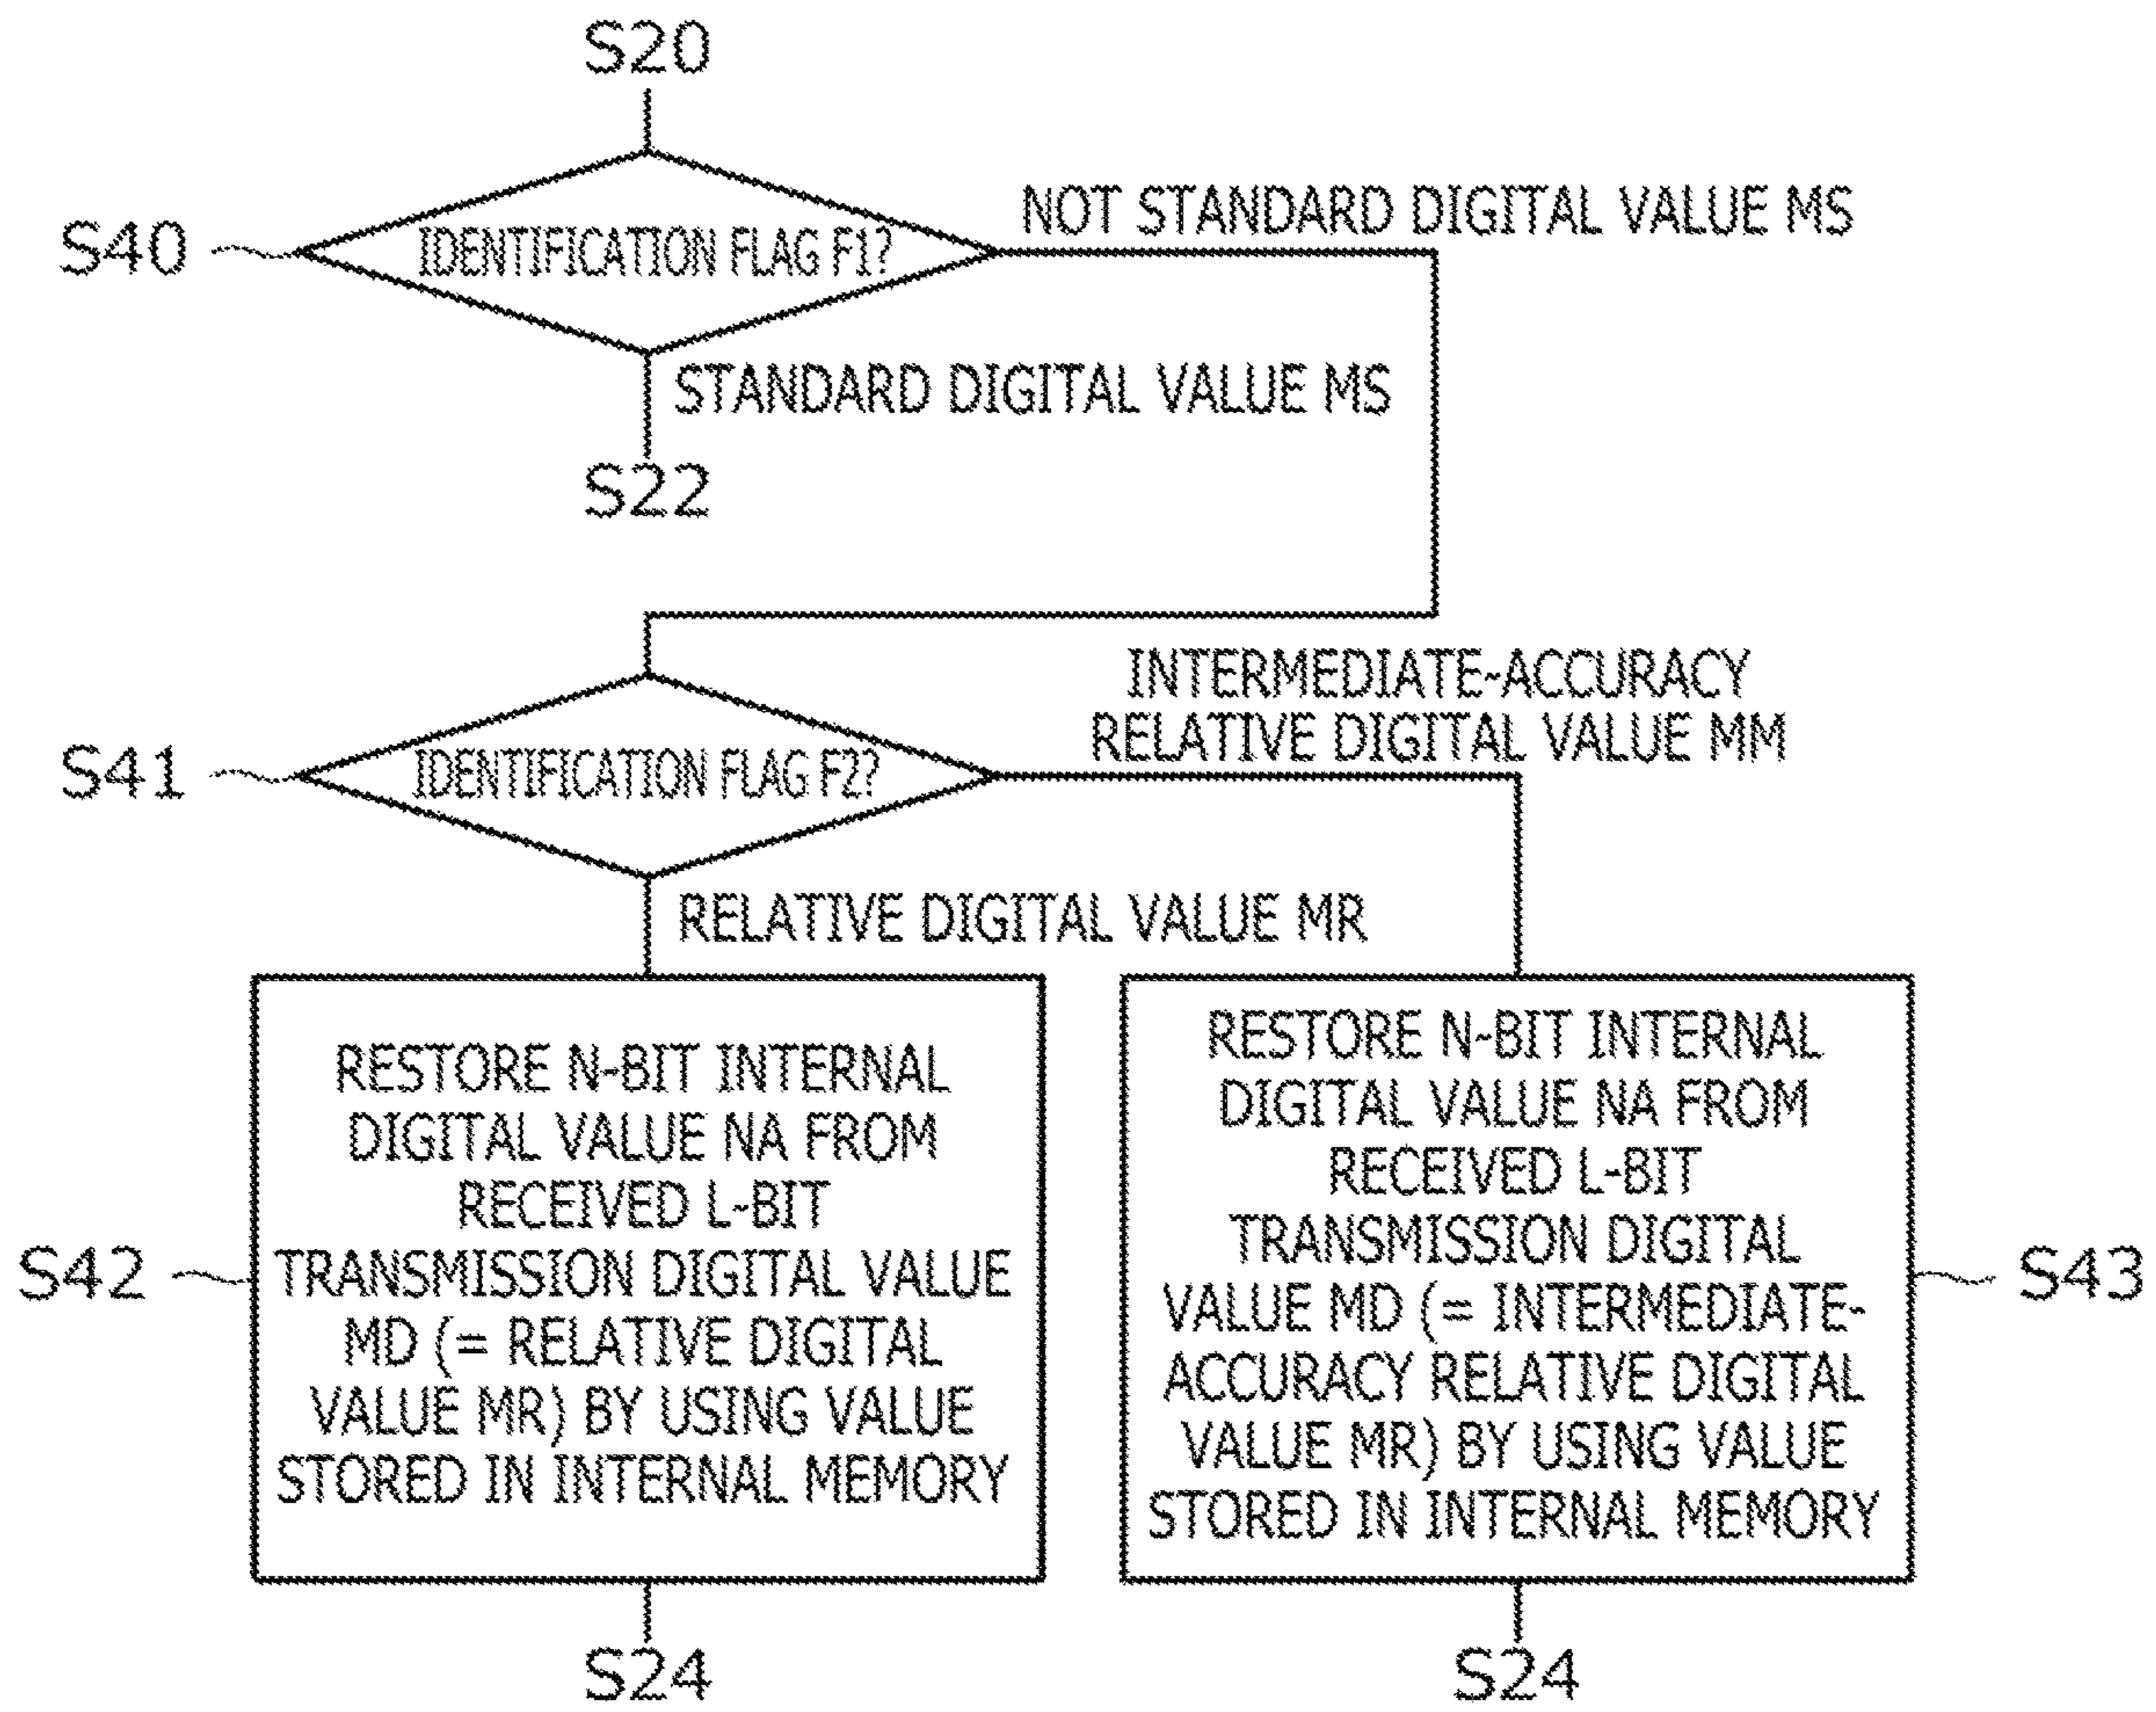 S20
NOT STANDARD DIGITAL VALUE MS
S40
IDENTIFICATION FLAG F1?
STANDARD DIGITAL VALUE MS
S22
INTERMEDIATE-ACCURACY
RELATIVE DIGITAL VALUE MM
S41
IDENTIFICATION FLAG F2?
RELATIVE DIGITAL VALUE MR
S42
RESTORE N-BIT INTERNAL
DIGITAL VALUE NA FROM
RECEIVED L-BIT
TRANSMISSION DIGITAL VALUE
MD (= RELATIVE DIGITAL
VALUE MR) BY USING VALUE
STORED IN INTERNAL MEMORY
RESTORE N-BIT INTERNAL
DIGITAL VALUE NA FROM
RECEIVED L-BIT
TRANSMISSION DIGITAL
VALUE MD (= INTERMEDIATE-
ACCURACY RELATIVE DIGITAL
VALUE MR) BY USING VALUE
STORED IN INTERNAL MEMORY
S43
S24
S24